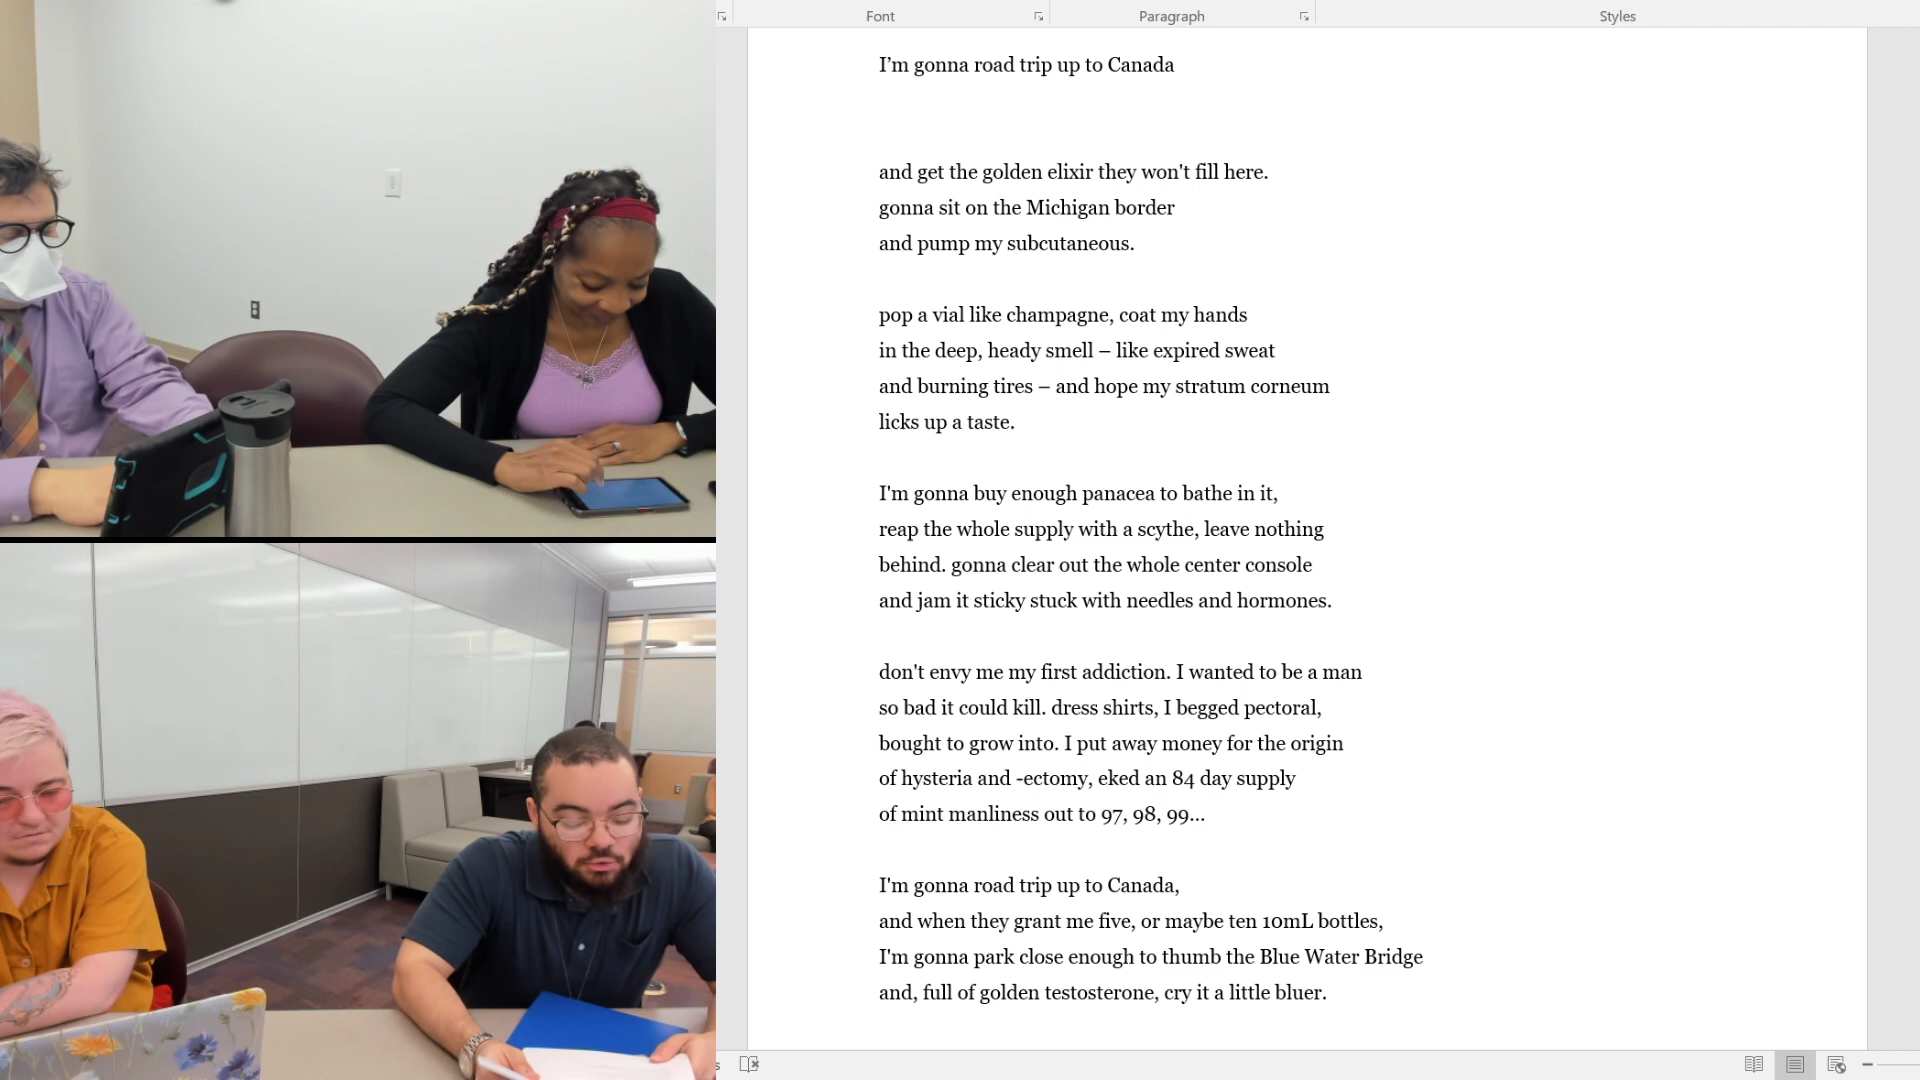 Font
Paragraph
Styles
I’m gonna road trip up to Canada
and get the golden elixir they won't fill here.
gonna sit on the Michigan border
and pump my subcutaneous.
pop a vial like champagne, coat my hands
in the deep, heady smell – like expired sweat
and burning tires – and hope my stratum corneum
licks up a taste.
I'm gonna buy enough panacea to bathe in it,
reap the whole supply with a scythe, leave nothing
behind. gonna clear out the whole center console
and jam it sticky stuck with needles and hormones.
don't envy me my first addiction. I wanted to be a man
so bad it could kill. dress shirts, I begged pectoral,
bought to grow into. I put away money for the origin
of hysteria and -ectomy, eked an 84 day supply
of mint manliness out to 97, 98, 99...
I'm gonna road trip up to Canada,
and when they grant me five, or maybe ten 10mL bottles,
I'm gonna park close enough to thumb the Blue Water Bridge
and, full of golden testosterone, cry it a little bluer.